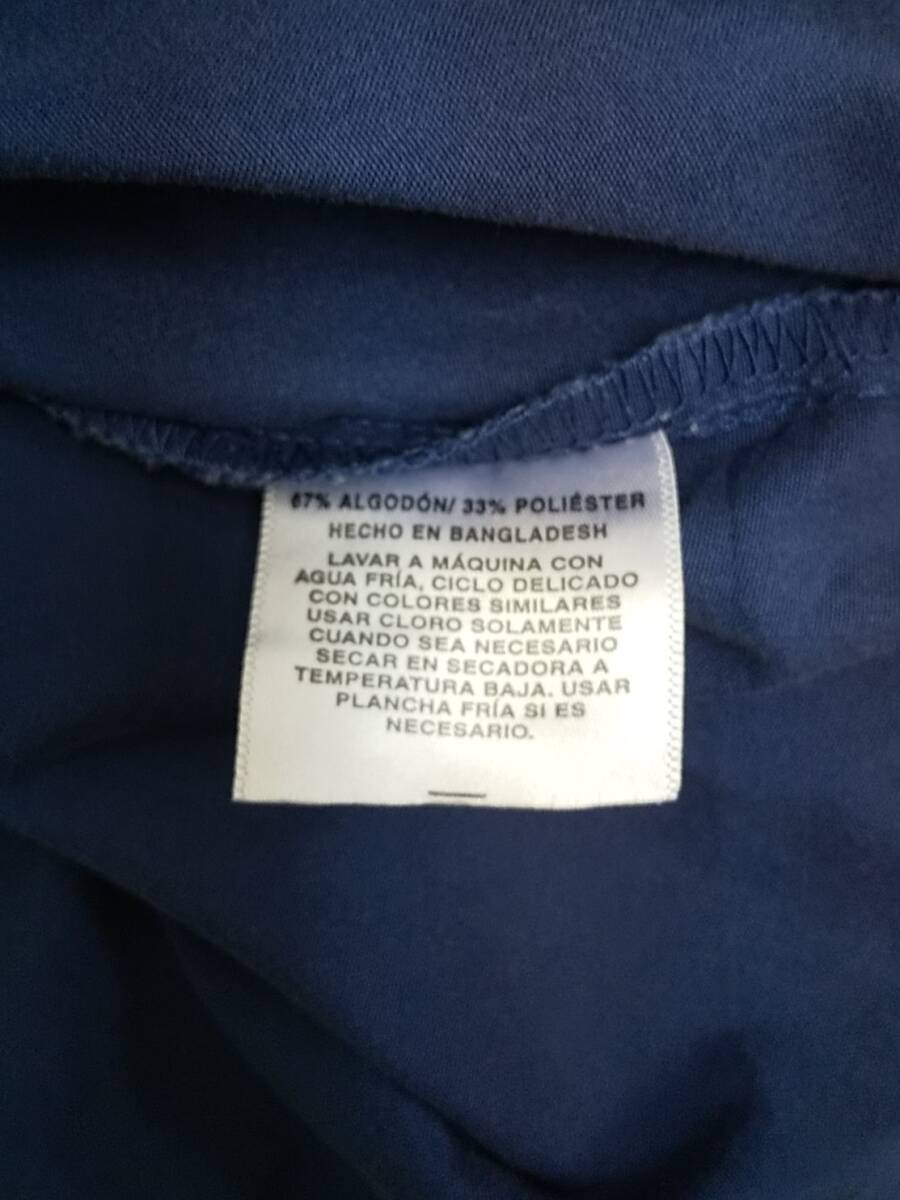 67% ALGODÓN/ 33% POLIÉSTER
HECHO EN BANGLADESH
LAVAR A MÁQUINA CON
AGUA FRÍA, CICLO DELICADO
CON COLORES SIMILARES
USAR CLORO SOLAMENTE
CUANDO SEA NECESARIO
SECAR EN SECADORA A
TEMPERATURA BAJA. USAR
PLANCHA FRÍA SI ES
NECESARIO.